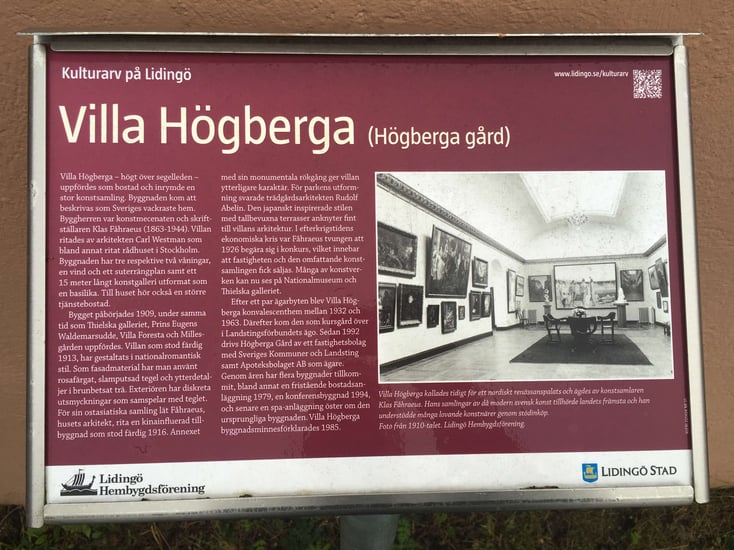 Kulturarv på Lidingö
www.lidingo.se/kulturarv
Villa Högberga (Högberga gård)
Villa Högberga – högt över segelleden –
uppfördes som bostad och inrymde en
stor konstsamling. Byggnaden kom att
beskrivas som Sveriges vackraste hem.
Byggherren var konstmecenaten och skrift-
ställaren Klas Fåhraeus (1863-1944). Villan
ritades av arkitekten Carl Westman som
bland annat ritat rådhuset i Stockholm.
Byggnaden har tre respektive två våningar,
en vind och ett suterrängplan samt ett
15 meter långt konstgalleri utformat som
en basilika. Till huset hör också en större
tjänstebostad.
Bygget påbörjades 1909, under samma
tid som Thielska galleriet, Prins Eugens
Waldemarsudde, Villa Foresta och Milles-
gården uppfördes. Villan som stod färdig
1913, har gestaltats i nationalromantisk
stil. Som fasadmaterial har man använt
rosafärgat, slamputsad tegel och ytterdetal-
jer i brunbetsat trä. Exteriören har diskreta
utsmyckningar som samspelar med teglet.
För sin ostasiatiska samling lät Fåhraeus,
husets arkitekt, rita en kinainfluerad till-
byggnad som stod färdig 1916. Annexet
med sin monumentala rökgång ger villan
ytterligare karaktär. För parkens utform-
ning svarade trädgårdsarkitekten Rudolf
Abelin. Den japanskt inspirerade stilen
med tallbevuxna terrasser anknyter fint
till villans arkitektur. I efterkrigstidens
ekonomiska kris var Fåhraeus tvungen att
1926 begära sig i konkurs, vilket innebar
att fastigheten och den omfattande konst-
samlingen fick säljas. Många av konstver-
ken kan nu ses på Nationalmuseum och
Thielska galleriet.
Efter ett par ägarbyten blev Villa Hög-
berga konvalescenthem mellan 1932 och
1963. Därefter kom den som kursgård över
i Landstingsförbundets ägo. Sedan 1992
drivs Högberga Gård av ett fastighetsbolag
med Sveriges Kommuner och Landsting
samt Apoteksbolaget AB som ägare.
Genom åren har flera byggnader tillkom-
mit, bland annat en fristående bostadsan-
läggning 1979, en konferensbyggnad 1994,
och senare en spa-anläggning öster om den
ursprungliga byggnaden. Villa Högberga
byggnadsminnesförklarades 1985.
Villa Högberga kallades tidigt för ett nordiskt renässanspalats och ägdes av konstsamlaren
Klas Fåhraeus. Hans samlingar av då modern svensk konst tillhörde landets främsta och han
understödde många lovande konstnärer genom stödinköp.
Foto från 1910-talet. Lidingö Hembygdsförening.
Lidingö
Hembygdsförening
LIDINGÖ STAD